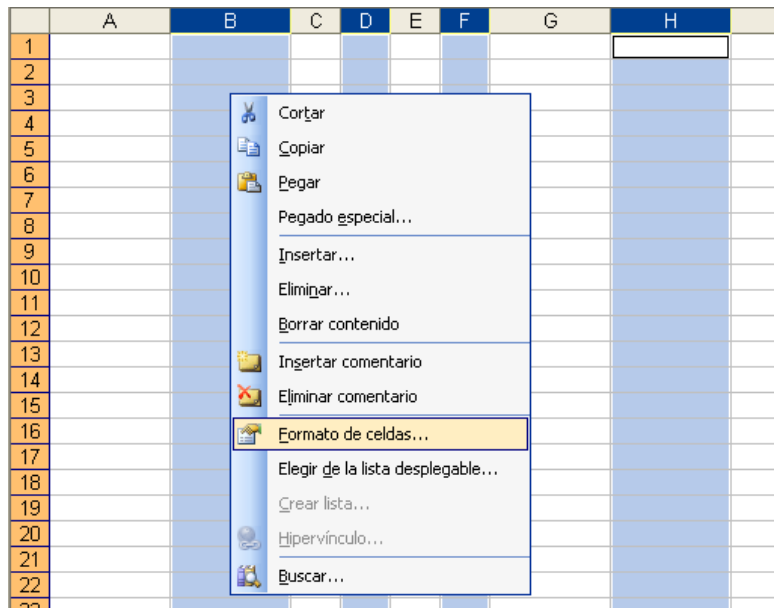 A B C D E F G H
1
2
3
Cortar
4
5
Copiar
6
Pegar
7
8
Pegado especial...
9
Insertar...
10
Eliminar...
11
12
Borrar contenido
13
Insertar comentario
14
Eliminar comentario
15
16
Formato de celdas...
17
Elegir de la lista desplegable...
18
19
Crear lista...
20
Hipervínculo...
21
22
Buscar...